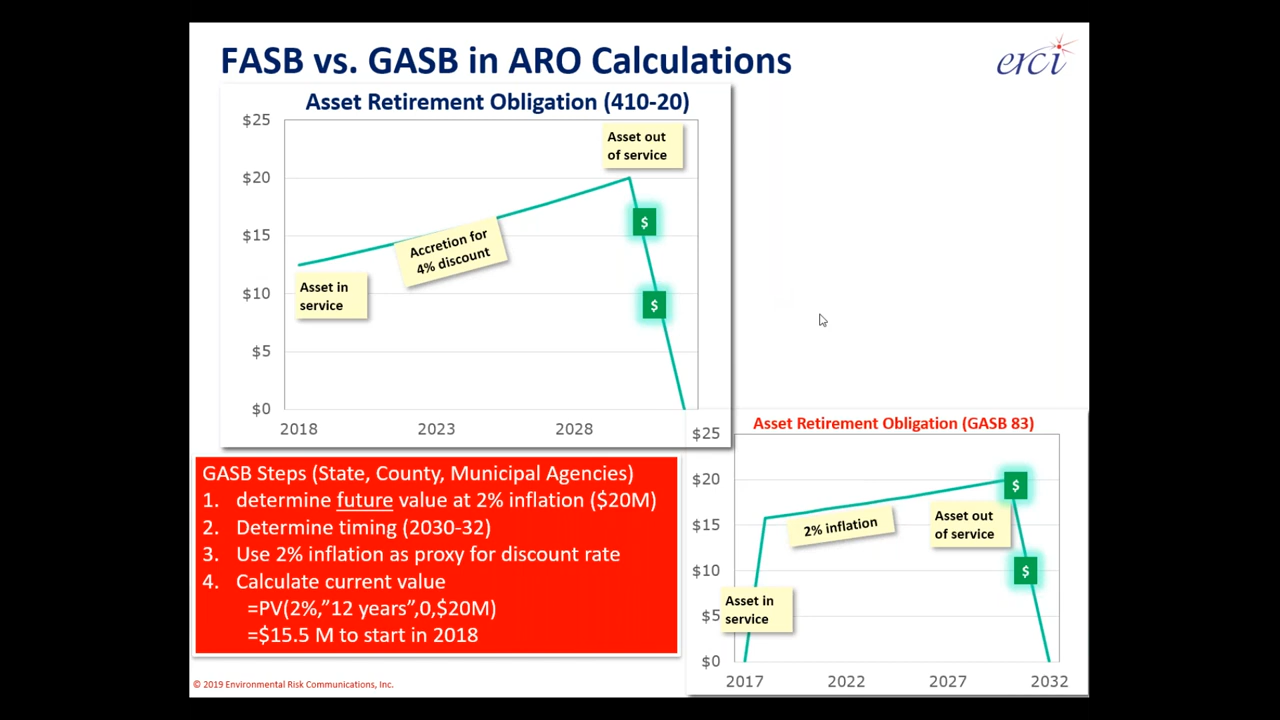 FASB vs. GASB in ARO Calculations
erci
Asset Retirement Obligation (410-20)
$25
$20
$15
$10
$5
$0
Asset out
of service
$
Accretion for
4% discount
Asset in
service
$
2018
2023
2028
GASB Steps (State, County, Municipal Agencies)
1. determine future value at 2% inflation ($20M)
2. Determine timing (2030-32)
3. Use 2% inflation as proxy for discount rate
4. Calculate current value
=PV(2%,”12 years”,0,$20M)
=$15.5 M to start in 2018
Asset Retirement Obligation (GASB 83)
$25
$20
$15
$10
$5
$0
$
2% inflation
Asset out
of service
$
Asset in
service
2017
2022
2027
2032
© 2019 Environmental Risk Communications, Inc.